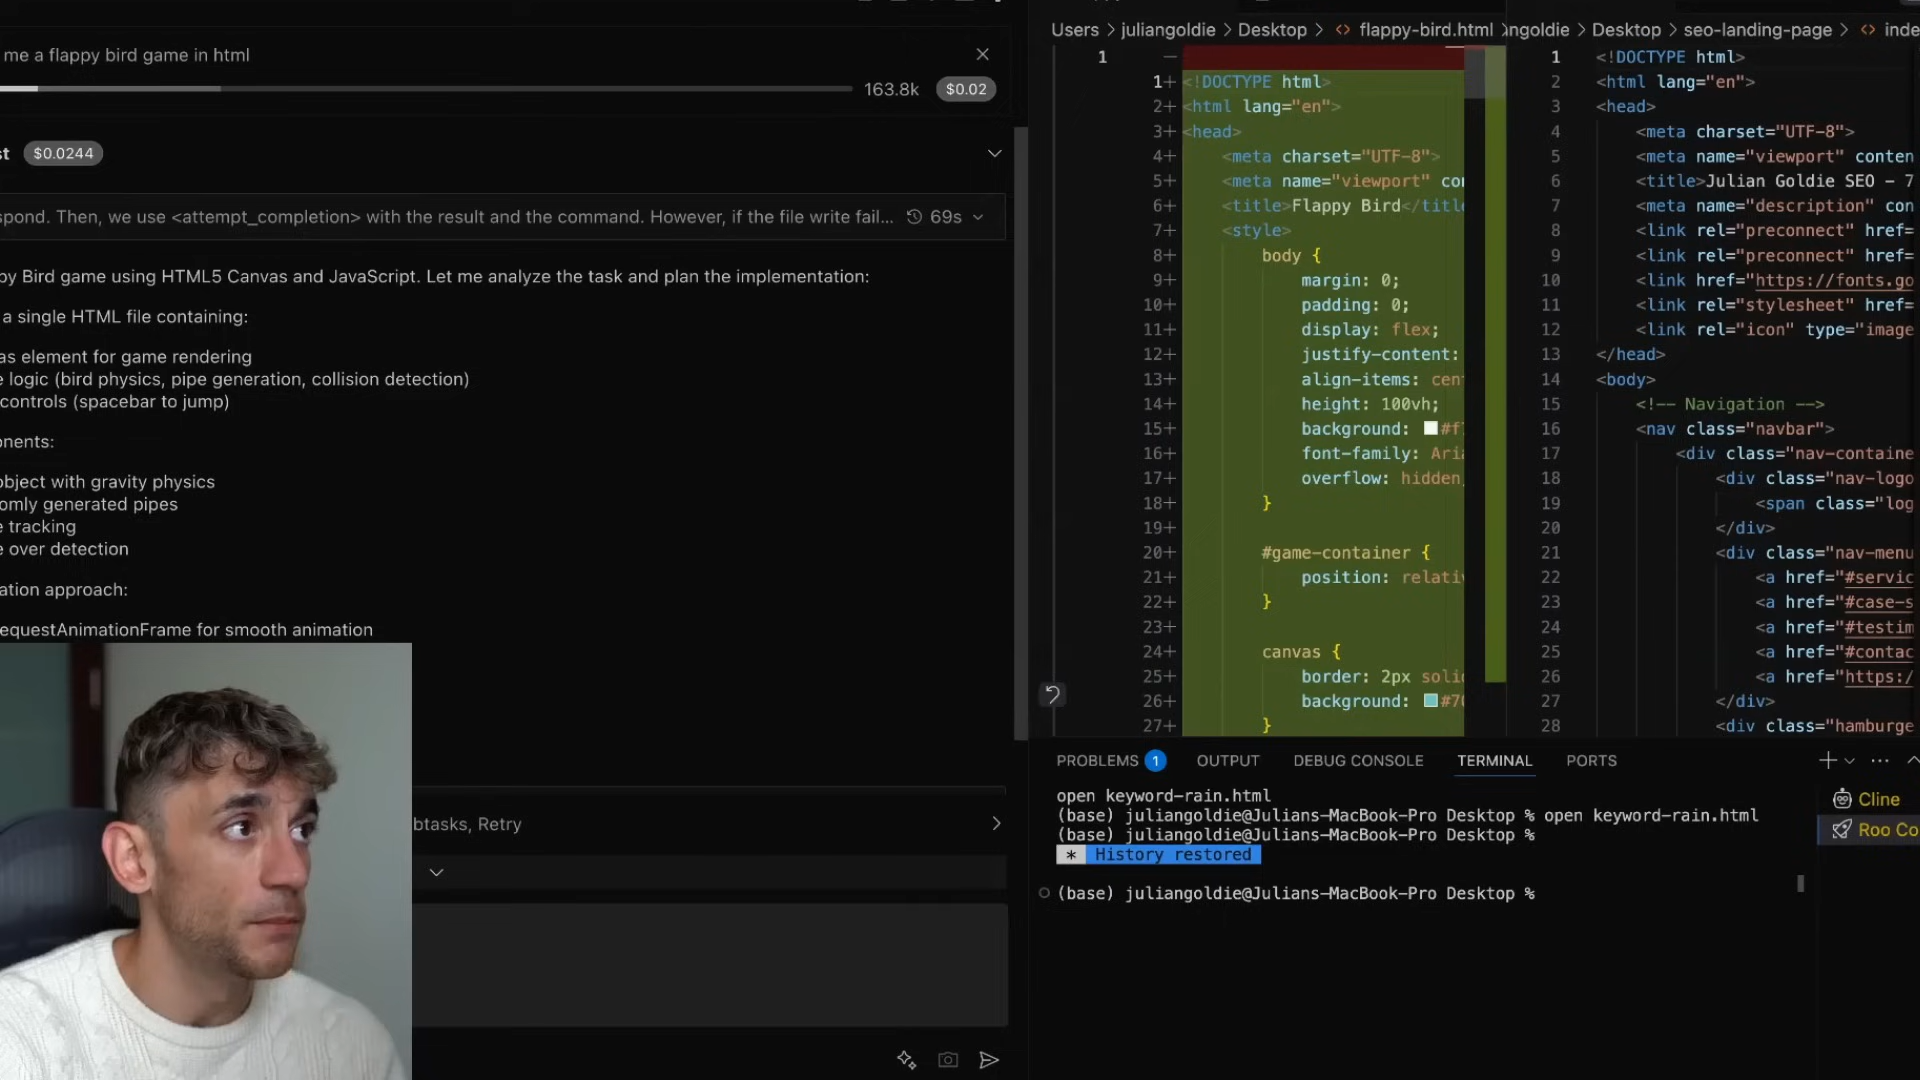 me a flappy bird game in html
163.8k $0.02
st $0.0244
spond. Then, we use <attempt_completion> with the result and the command. However, if the file write fail... 69s
py Bird game using HTML5 Canvas and JavaScript. Let me analyze the task and plan the implementation:
a single HTML file containing:
as element for game rendering
e logic (bird physics, pipe generation, collision detection)
controls (spacebar to jump)
onents:
object with gravity physics
omly generated pipes
e tracking
e over detection
ation approach:
equestAnimationFrame for smooth animation
btasks, Retry
Users > juliangoldie > Desktop > <> flappy-bird.html
1 —
1+ <!DOCTYPE html>
2+ <html lang="en">
3+ <head>
4+ <meta charset="UTF-8">
5+ <meta name="viewport" co
6+ <title>Flappy Bird</titl
7+ <style>
8+ body {
9+ margin: 0;
10+ padding: 0;
11+ display: flex;
12+ justify-content:
13+ align-items: cen
14+ height: 100vh;
15+ background: #f
16+ font-family: Aria
17+ overflow: hidden
18+ }
19+
20+ #game-container {
21+ position: relativ
22+ }
23+
24+ canvas {
25+ border: 2px soli
26+ background: #70
27+ }
ngoldie > Desktop > seo-landing-page > <> inde
1 <!DOCTYPE html>
2 <html lang="en">
3 <head>
4 <meta charset="UTF-8">
5 <meta name="viewport" conten
6 <title>Julian Goldie SEO – 7
7 <meta name="description" con
8 <link rel="preconnect" href=
9 <link rel="preconnect" href=
10 <link href="https://fonts.go
11 <link rel="stylesheet" href=
12 <link rel="icon" type="image
13 </head>
14 <body>
15 <!-- Navigation -->
16 <nav class="navbar">
17 <div class="nav-containe
18 <div class="nav-logo
19 <span class="log
20 </div>
21 <div class="nav-menu
22 <a href="#servic
23 <a href="#case-s
24 <a href="#testim
25 <a href="#contac
26 <a href="https:/
27 </div>
28 <div class="hamburge
PROBLEMS 1 OUTPUT DEBUG CONSOLE TERMINAL PORTS
open keyword-rain.html
(base) juliangoldie@Julians-MacBook-Pro Desktop % open keyword-rain.html
(base) juliangoldie@Julians-MacBook-Pro Desktop %
* History restored
(base) juliangoldie@Julians-MacBook-Pro Desktop %
Cline
Roo Co